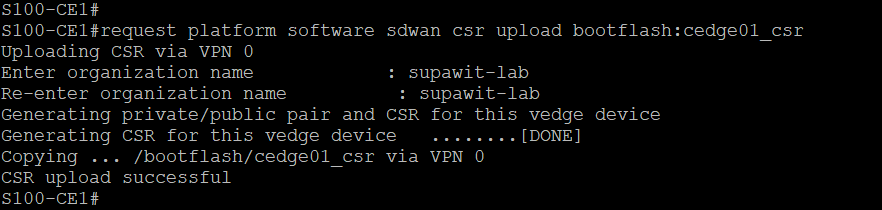 S100-CE1#
S100-CE1#request platform software sdwan csr upload bootflash:cedge01_csr
Uploading CSR via VPN 0
Enter organization name            : supawit-lab
Re-enter organization name          : supawit-lab
Generating private/public pair and CSR for this vedge device
Generating CSR for this vedge device   ........[DONE]
Copying ... /bootflash/cedge01_csr via VPN 0
CSR upload successful
S100-CE1#